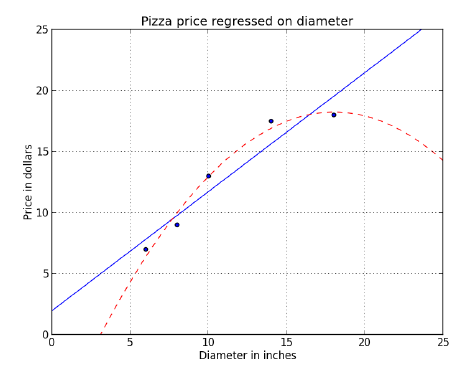 Pizza price regressed on diameter
25
20
15
10
5
0
Price in dollars
0 5 10 15 20 25
Diameter in inches